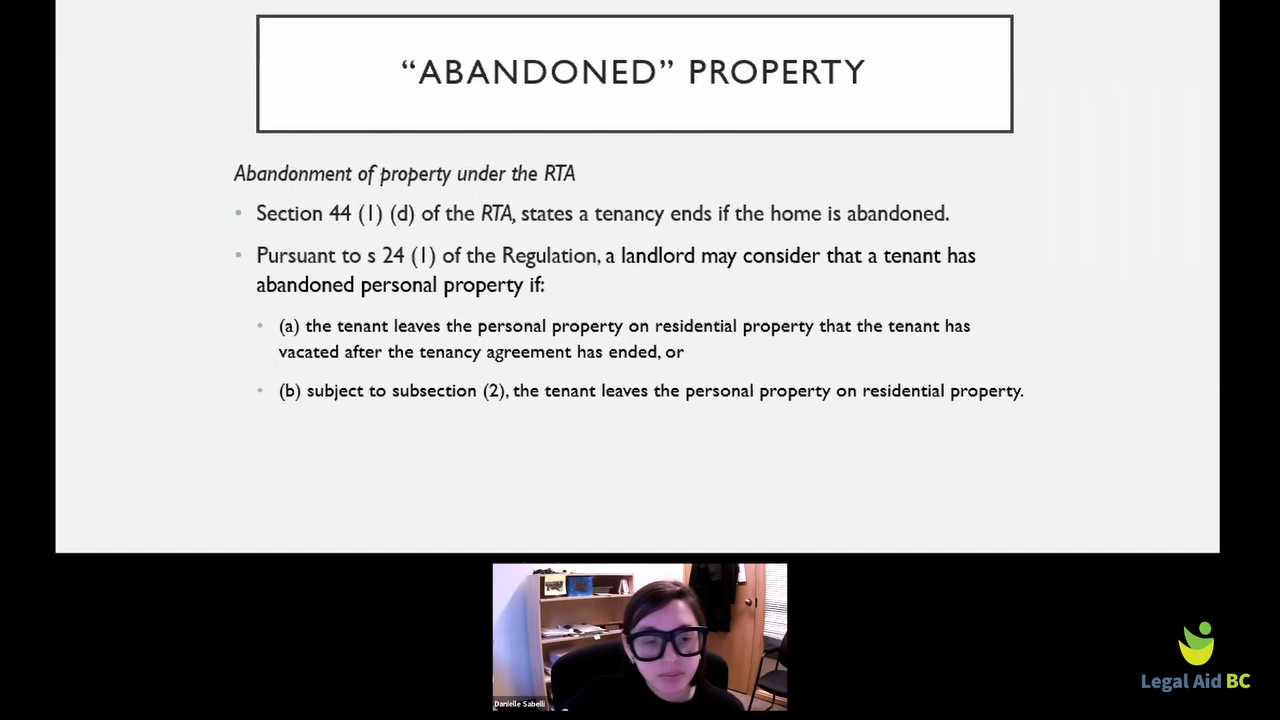 “ABANDONED” PROPERTY
Abandonment of property under the RTA
• Section 44 (1) (d) of the RTA, states a tenancy ends if the home is abandoned.
• Pursuant to s 24 (1) of the Regulation, a landlord may consider that a tenant has
abandoned personal property if:
• (a) the tenant leaves the personal property on residential property that the tenant has
vacated after the tenancy agreement has ended, or
• (b) subject to subsection (2), the tenant leaves the personal property on residential property.
Danielle Sabelli
Legal Aid BC